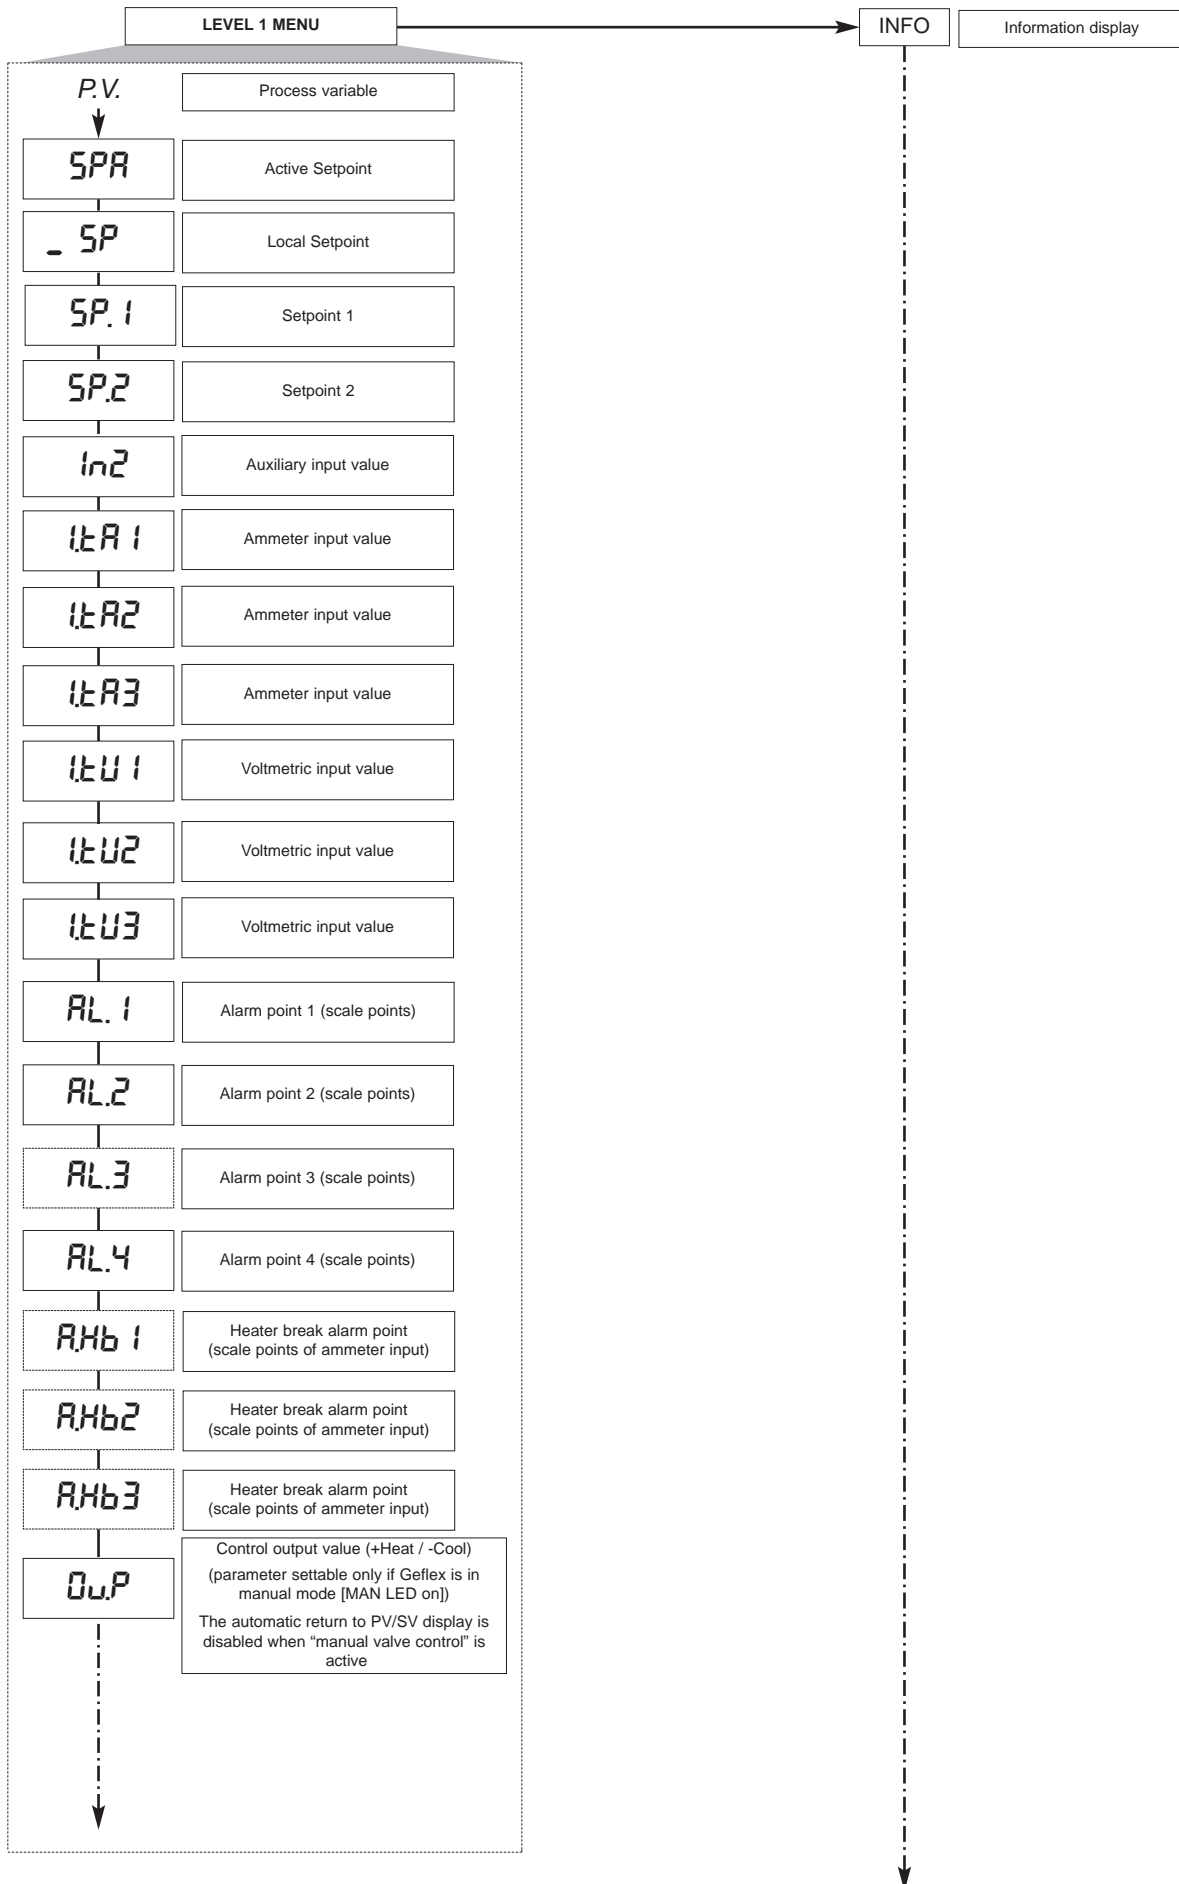 LEVEL 1 MENU
INFO
Information display
P.V.
Process variable
SPA
Active Setpoint
_ SP
Local Setpoint
SP.1
Setpoint 1
SP.2
Setpoint 2
In2
Auxiliary input value
I.tA1
Ammeter input value
I.tA2
Ammeter input value
I.tA3
Ammeter input value
I.tU1
Voltmetric input value
I.tU2
Voltmetric input value
I.tU3
Voltmetric input value
AL.1
Alarm point 1 (scale points)
AL.2
Alarm point 2 (scale points)
AL.3
Alarm point 3 (scale points)
AL.4
Alarm point 4 (scale points)
A.Hb1
Heater break alarm point
(scale points of ammeter input)
A.Hb2
Heater break alarm point
(scale points of ammeter input)
A.Hb3
Heater break alarm point
(scale points of ammeter input)
Ou.P
Control output value (+Heat / -Cool)
(parameter settable only if Geflex is in
manual mode [MAN LED on])
The automatic return to PV/SV display is
disabled when “manual valve control” is
active